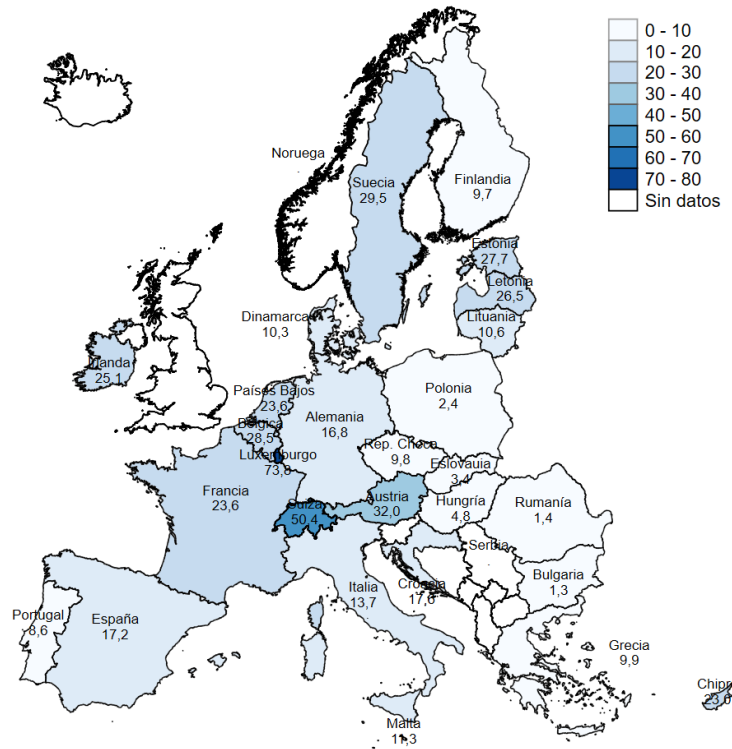 0 - 10
10 - 20
20 - 30
30 - 40
40 - 50
50 - 60
60 - 70
70 - 80
Sin datos
Noruega
Suecia
29,5
Finlandia
9,7
Estonia
27,7
Letonia
26,5
Lituania
10,6
Dinamarca
10,3
Irlanda
25,1
Países Bajos
23,6
Bélgica
28,5
Luxemburgo
73,8
Alemania
16,8
Polonia
2,4
Rep. Checa
9,8
Eslovauia
3,4
Francia
23,6
Suiza
50,4
Austria
32,0
Hungría
4,8
Rumanía
1,4
Serbia
Bulgaria
1,3
Croacia
17,6
Italia
13,7
Portugal
8,6
España
17,2
Grecia
9,9
Malta
11,3
Chipr
23,0